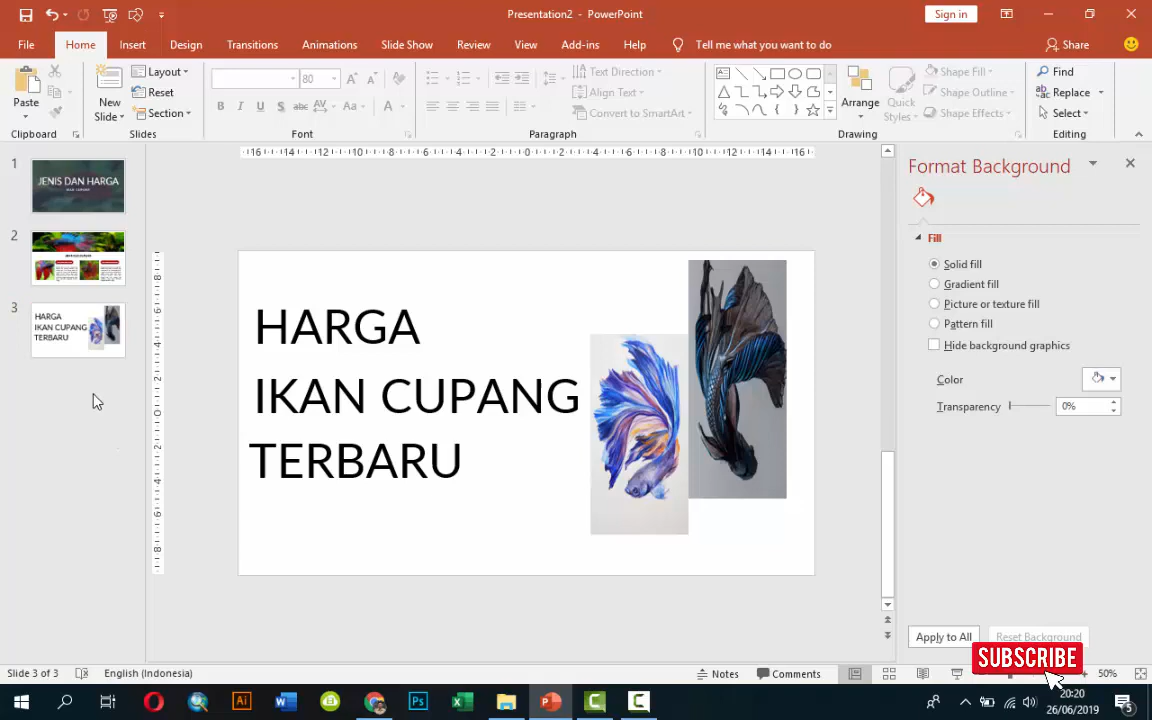 Presentation2 - PowerPoint
Sign in
File
Home
Insert
Design
Transitions
Animations
Slide Show
Review
View
Add-ins
Help
Tell me what you want to do
Share
Paste
New
Slide
Layout
Reset
Section
80
Text Direction
Align Text
Convert to SmartArt
Arrange
Quick
Styles
Shape Fill
Shape Outline
Shape Effects
Find
Replace
Select
Clipboard
Slides
Font
Paragraph
Drawing
Editing
1
JENIS DAN HARGA
2
3
HARGA
IKAN CUPANG
TERBARU
HARGA
IKAN CUPANG
TERBARU
Format Background
Fill
Solid fill
Gradient fill
Picture or texture fill
Pattern fill
Hide background graphics
Color
Transparency
0%
Apply to All
Reset Background
SUBSCRIBE
Slide 3 of 3
English (Indonesia)
Notes
Comments
50%
20:20
26/06/2019